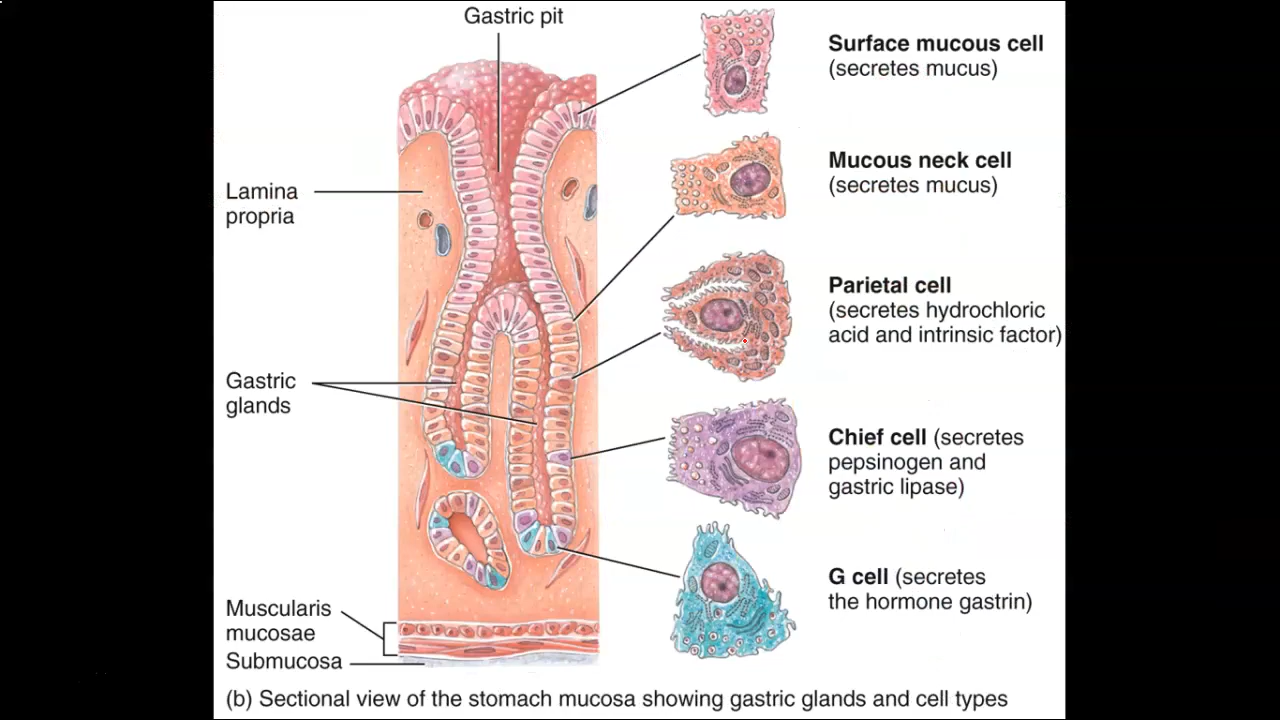 Gastric pit
Surface mucous cell
(secretes mucus)
Mucous neck cell
(secretes mucus)
Lamina
propria
Parietal cell
(secretes hydrochloric
acid and intrinsic factor)
Gastric
glands
Chief cell (secretes
pepsinogen and
gastric lipase)
G cell (secretes
the hormone gastrin)
Muscularis
mucosae
Submucosa
(b) Sectional view of the stomach mucosa showing gastric glands and cell types